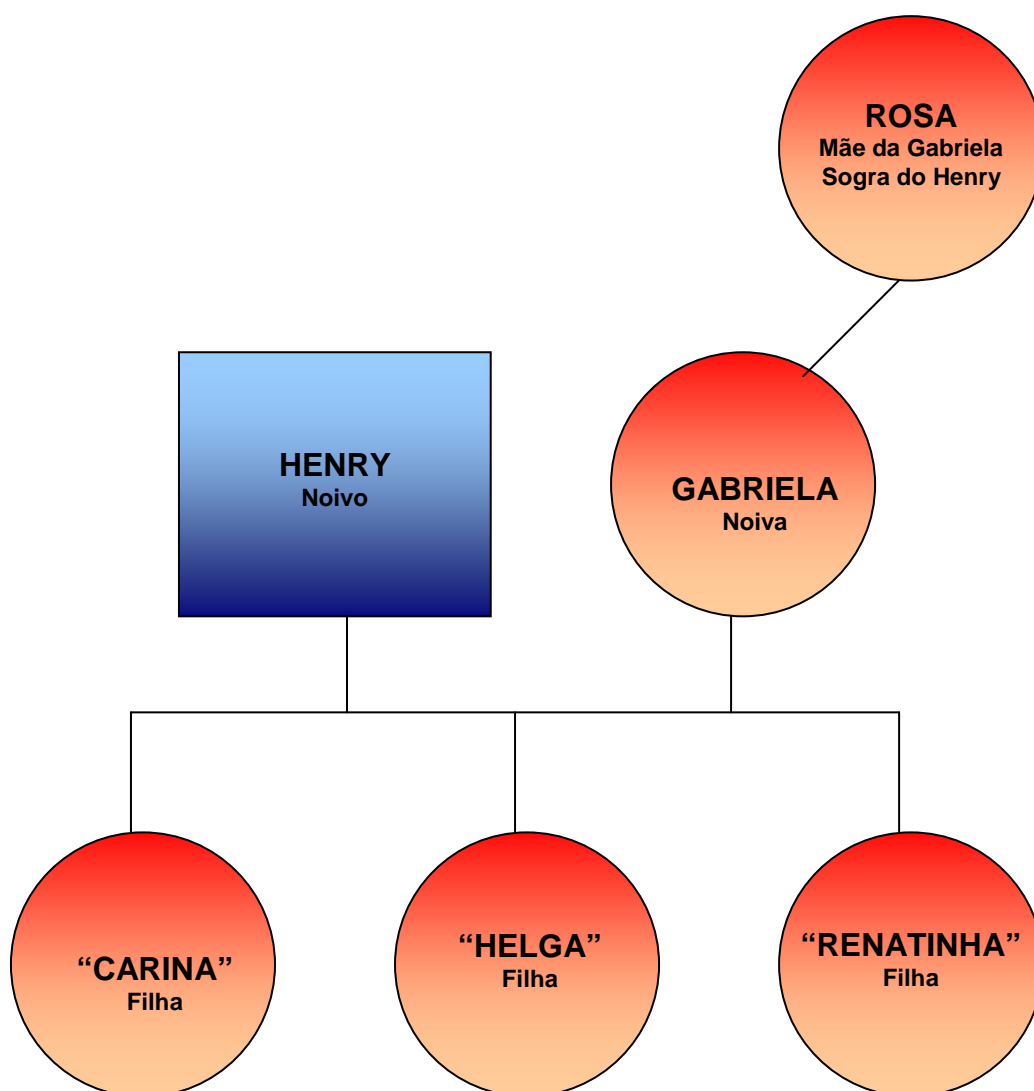 ROSA
Mãe da Gabriela
Sogra do Henry
HENRY
Noivo
GABRIELA
Noiva
“CARINA”
Filha
“HELGA”
Filha
“RENATINHA”
Filha